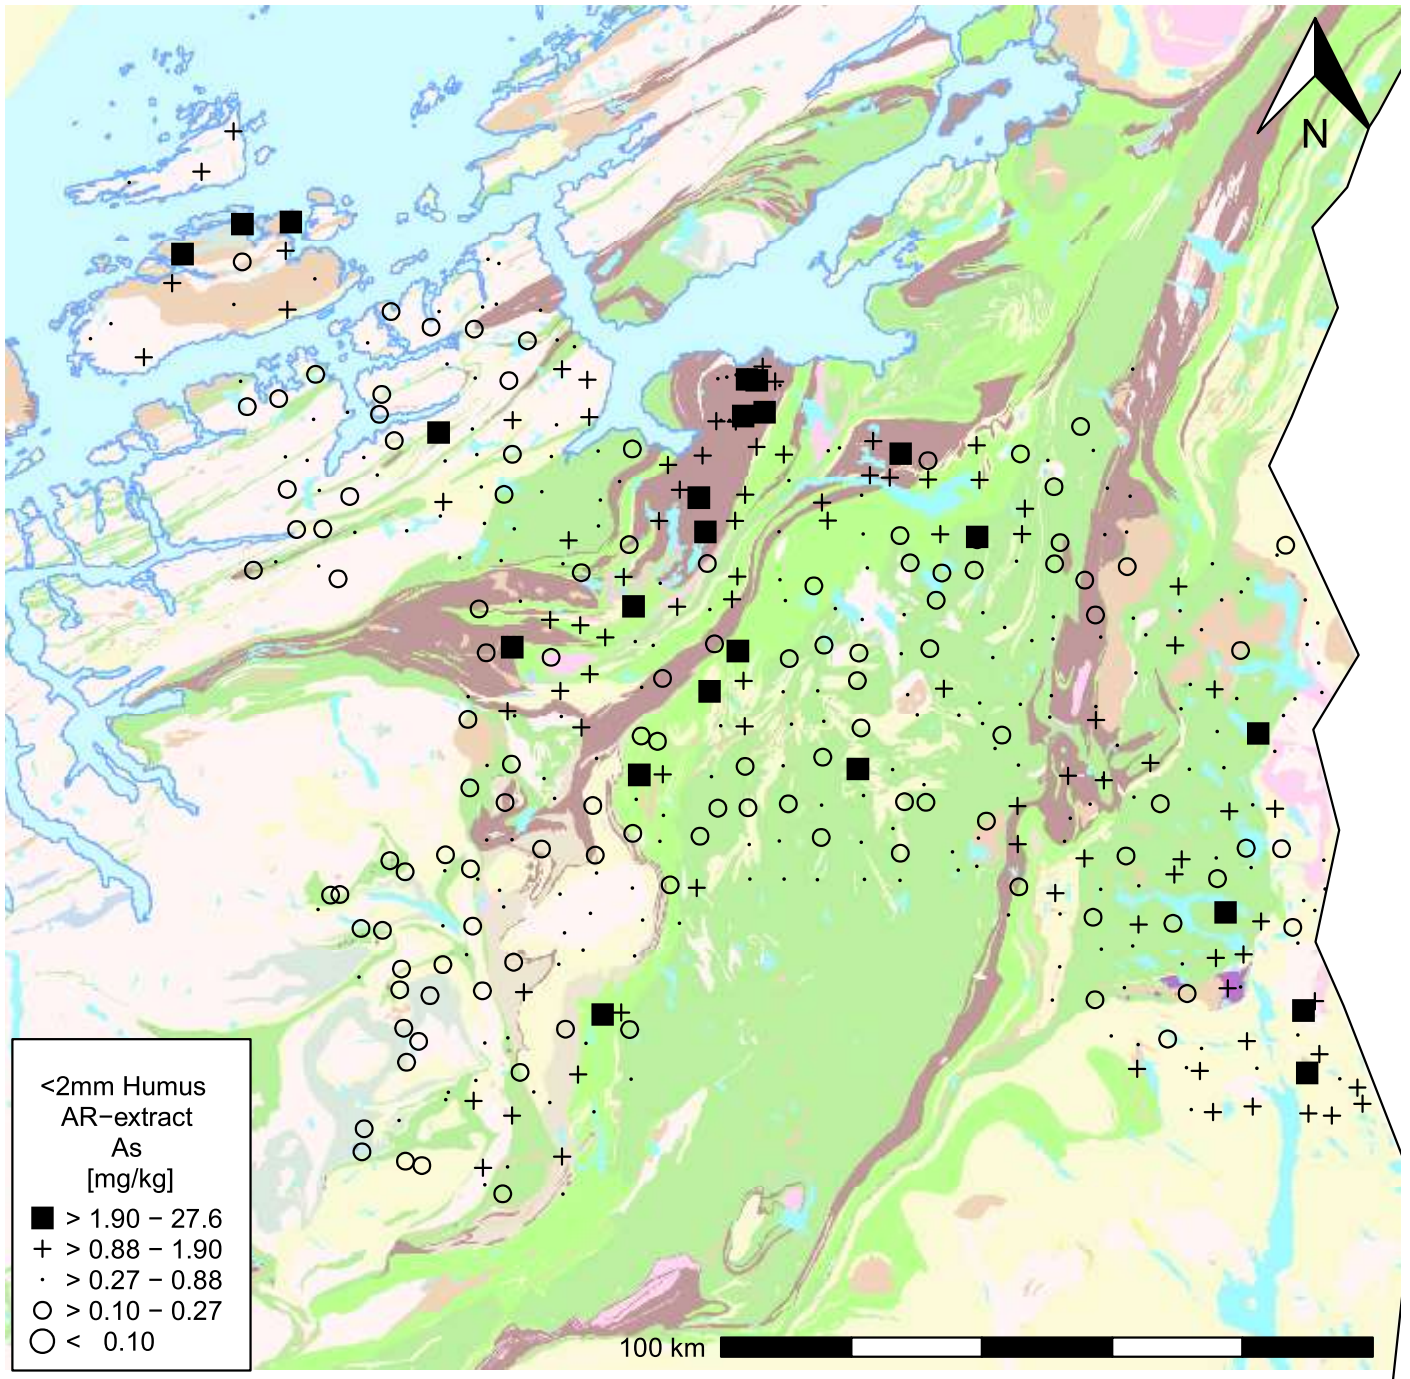 N
<2mm Humus
AR−extract
As
[mg/kg]
> 1.90 − 27.6
> 0.88 − 1.90
> 0.27 − 0.88
> 0.10 − 0.27
< 0.10
100 km